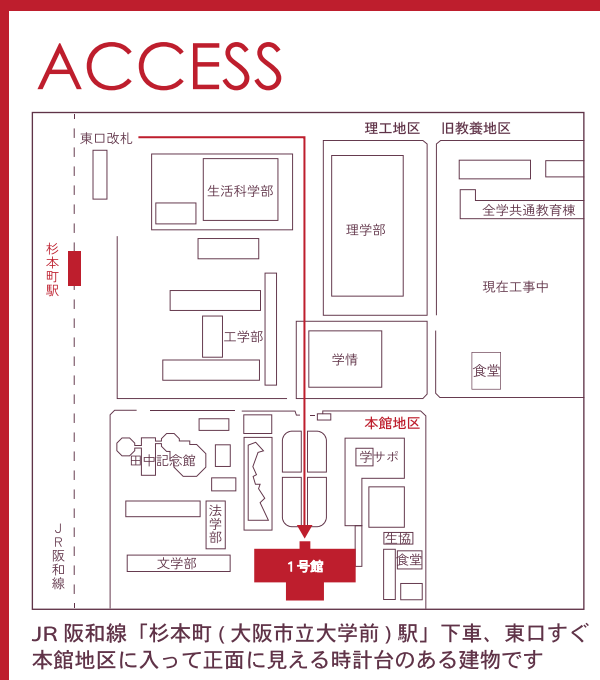 ACCESS
理工地区
旧教養地区
東口改札
生活科学部
理学部
全学共通教育棟
杉本町駅
現在工事中
工学部
学情
食堂
本館地区
田中記念館
学サポ
法学部
生協
JR阪和線
文学部
1号館
食堂
JR阪和線「杉本町(大阪市立大学前)駅」下車、東口すぐ
本館地区に入って正面に見える時計台のある建物です